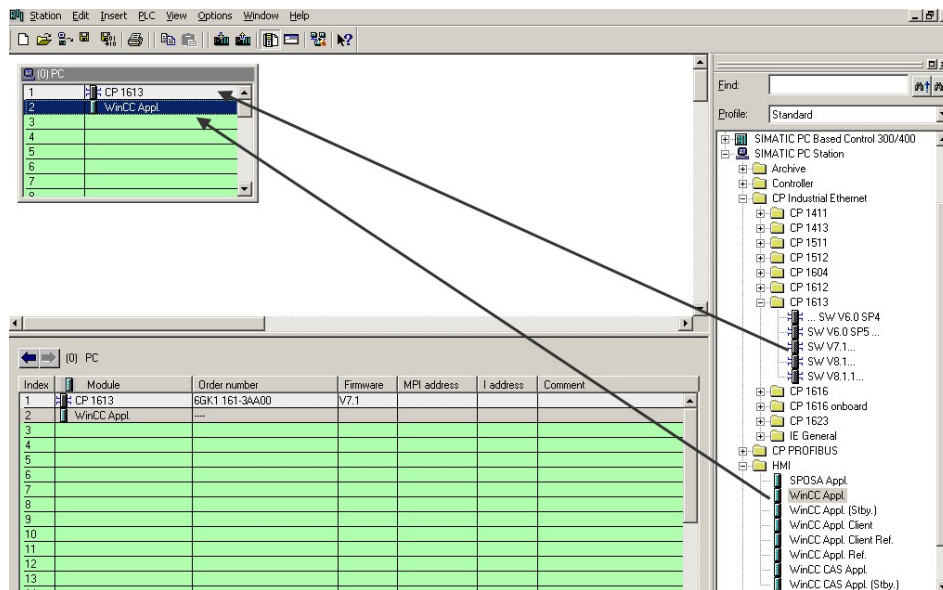 Station Edit Insert PLC View Options Window Help
(0) PC
1 CP 1613
2 WinCC Appl.
3
4
5
6
7
(0) PC
Index Module Order number Firmware MPI address I address Comment
1 CP 1613 6GK1 161-3AA00 V7.1
2 WinCC Appl. ----
3
4
5
6
7
8
9
10
11
12
13
Find:
Profile: Standard
SIMATIC PC Based Control 300/400
SIMATIC PC Station
Archive
Controller
CP Industrial Ethernet
CP 1411
CP 1413
CP 1511
CP 1512
CP 1604
CP 1612
CP 1613
... SW V6.0 SP4
SW V6.0 SP5 ...
SW V7.1...
SW V8.1...
SW V8.1.1...
CP 1616
CP 1616 onboard
CP 1623
IE General
CP PROFIBUS
HMI
SPOSA Appl.
WinCC Appl.
WinCC Appl. (Stby.)
WinCC Appl. Client
WinCC Appl. Client Ref.
WinCC Appl. Ref.
WinCC CAS Appl.
WinCC CAS Appl. (Stby.)